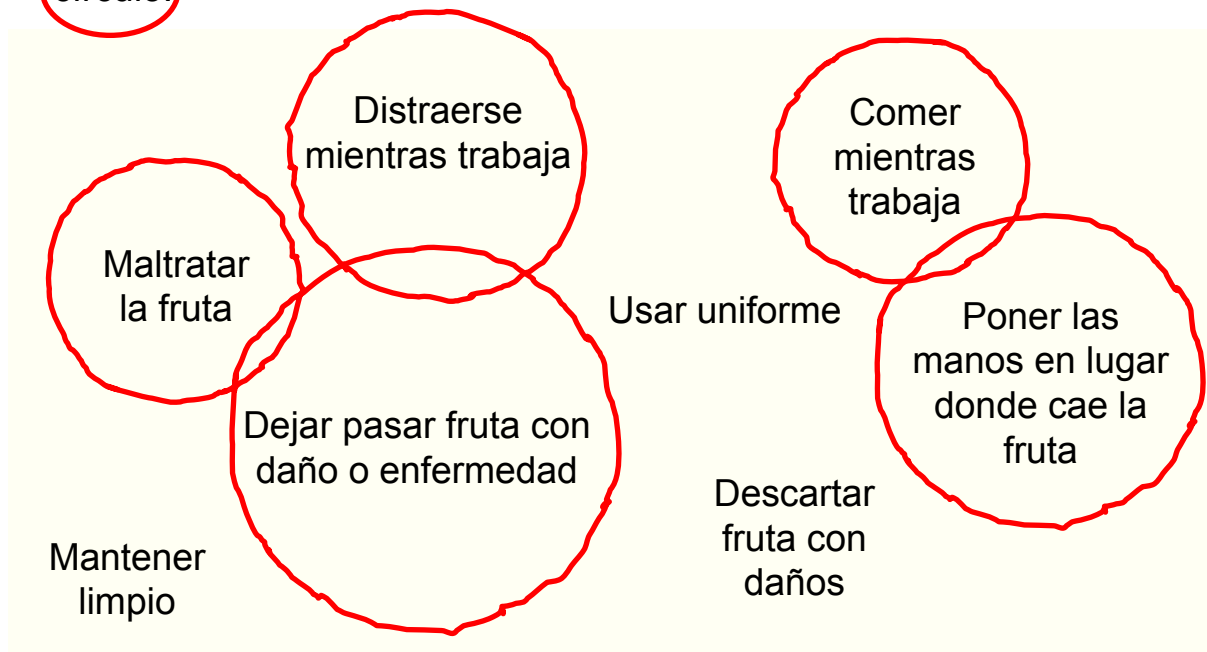 Distraerse
mientras trabaja
Comer
mientras
trabaja
Maltratar
la fruta
Usar uniforme
Poner las
manos en lugar
donde cae la
fruta
Dejar pasar fruta con
daño o enfermedad
Descartar
fruta con
daños
Mantener
limpio